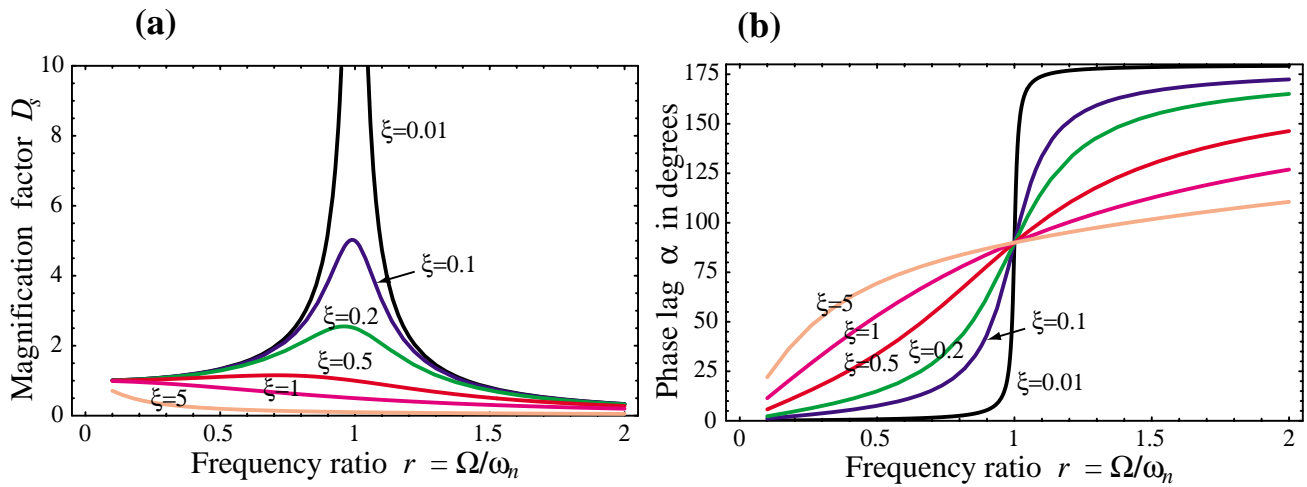 (a)
Magnification factor D_s
10
8
6
4
2
0
ξ=0.01
ξ=0.1
ξ=0.2
ξ=0.5
ξ=1
ξ=5
0 0.5 1 1.5 2
Frequency ratio r = Ω/ω_n
(b)
Phase lag α in degrees
175
150
125
100
75
50
25
0
ξ=5
ξ=1
ξ=0.5
ξ=0.2
ξ=0.1
ξ=0.01
0 0.5 1 1.5 2
Frequency ratio r = Ω/ω_n